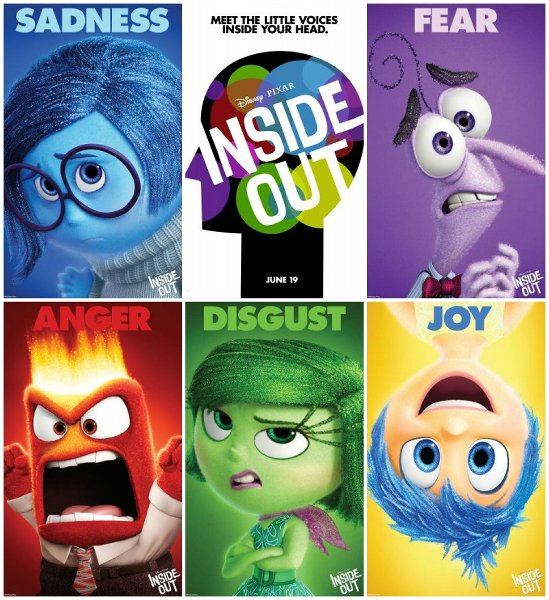 SADNESS
INSIDE
OUT
MEET THE LITTLE VOICES
INSIDE YOUR HEAD.
Disney PIXAR
INSIDE
OUT
JUNE 19
FEAR
INSIDE
OUT
ANGER
INSIDE
OUT
DISGUST
INSIDE
OUT
JOY
INSIDE
OUT